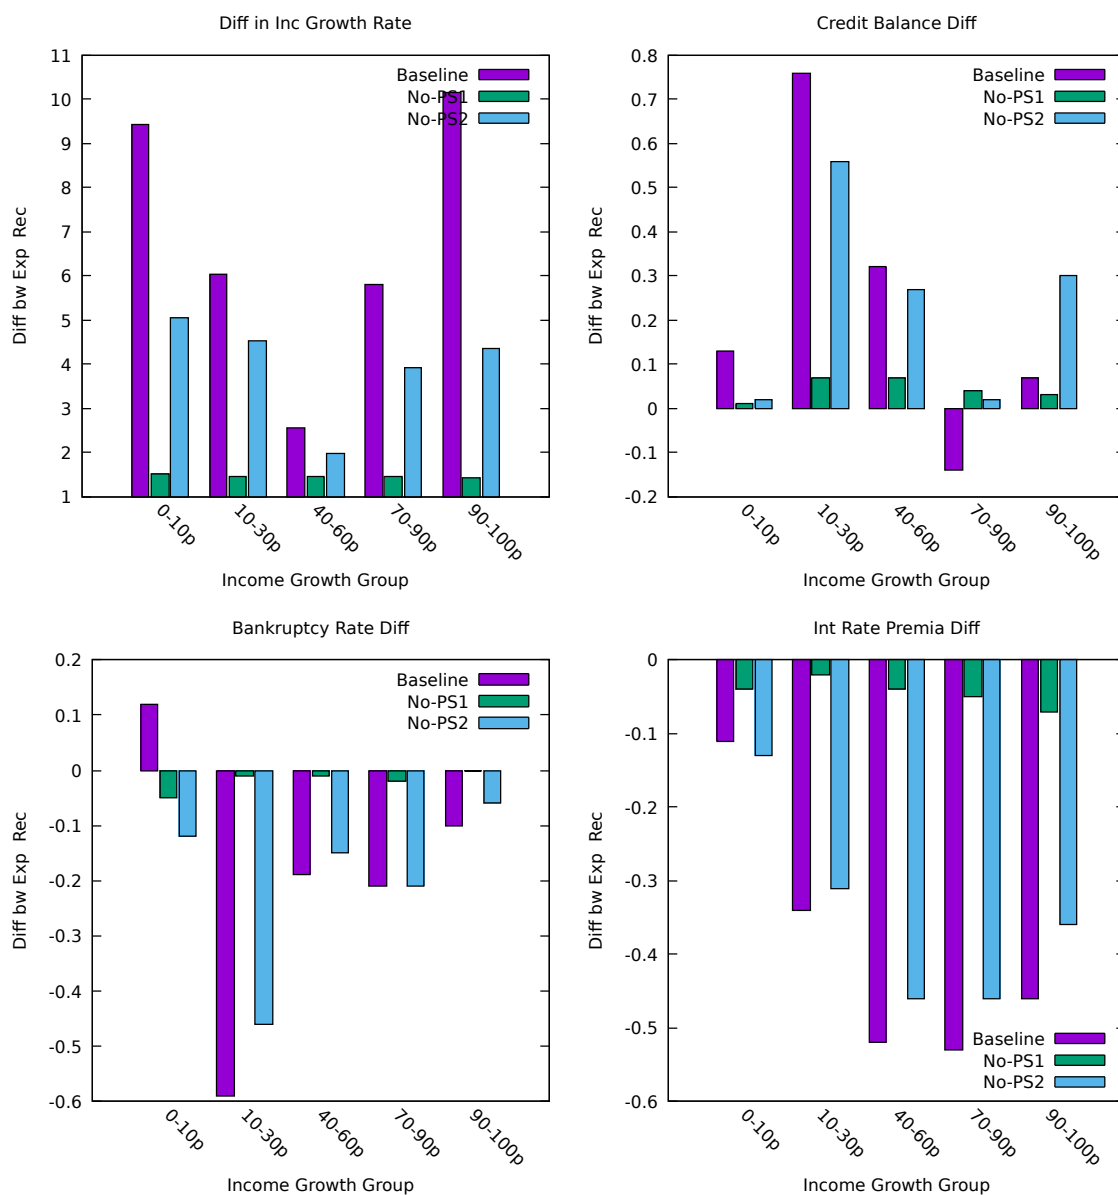 Diff in Inc Growth Rate
11
10
9
8
7
6
5
4
3
2
1
Diff bw Exp  Rec
Baseline
No-PS1
No-PS2
0-10p
10-30p
40-60p
70-90p
90-100p
Income Growth Group
Credit Balance Diff
0.8
0.7
0.6
0.5
0.4
0.3
0.2
0.1
0
-0.1
-0.2
Diff bw Exp  Rec
Baseline
No-PS1
No-PS2
0-10p
10-30p
40-60p
70-90p
90-100p
Income Growth Group
Bankruptcy Rate Diff
0.2
0.1
0
-0.1
-0.2
-0.3
-0.4
-0.5
-0.6
Diff bw Exp  Rec
Baseline
No-PS1
No-PS2
0-10p
10-30p
40-60p
70-90p
90-100p
Income Growth Group
Int Rate Premia Diff
0
-0.1
-0.2
-0.3
-0.4
-0.5
-0.6
Diff bw Exp  Rec
Baseline
No-PS1
No-PS2
0-10p
10-30p
40-60p
70-90p
90-100p
Income Growth Group